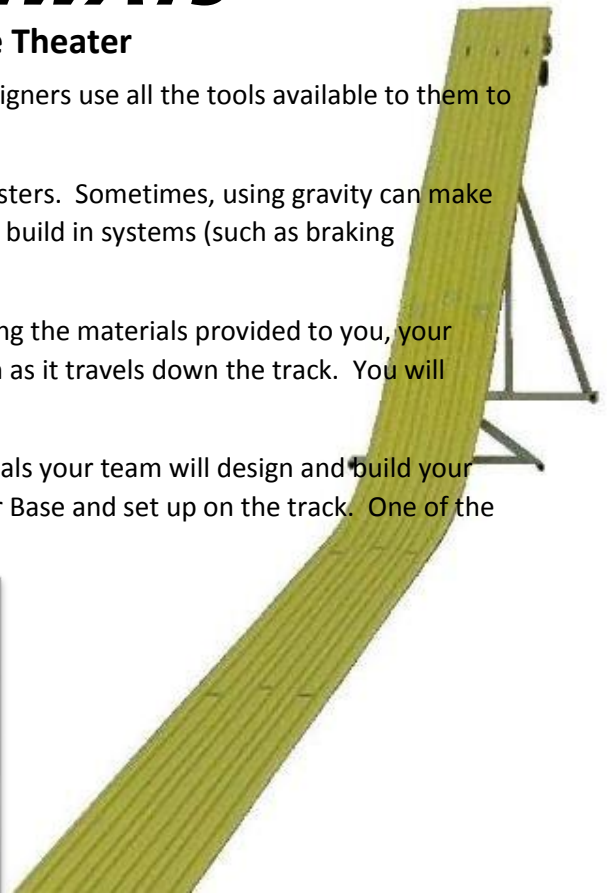 e Theater
igners use all the tools available to them to
sters. Sometimes, using gravity can make
build in systems (such as braking
ng the materials provided to you, your
as it travels down the track. You will
als your team will design and build your
Base and set up on the track. One of the